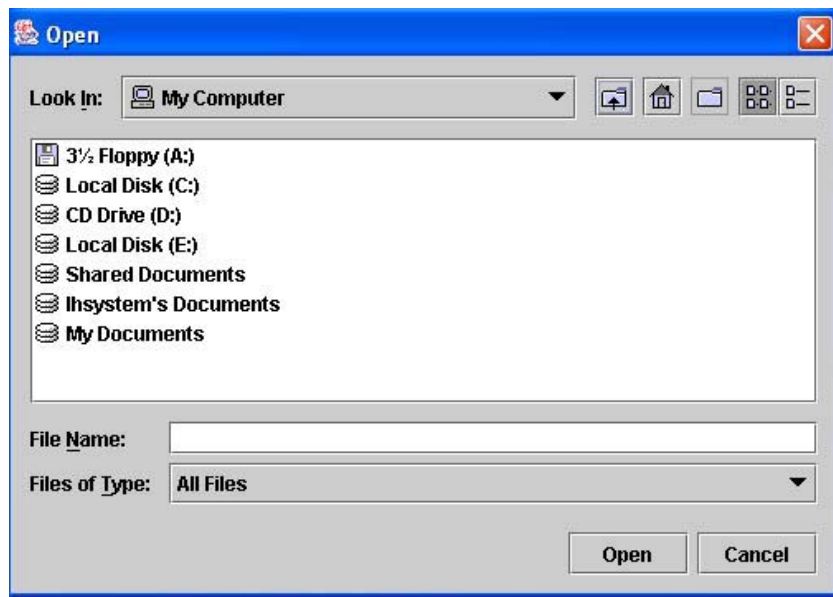 Open
Look In: My Computer
3½ Floppy (A:)
Local Disk (C:)
CD Drive (D:)
Local Disk (E:)
Shared Documents
lhsystem's Documents
My Documents
File Name:
Files of Type: All Files
Open Cancel